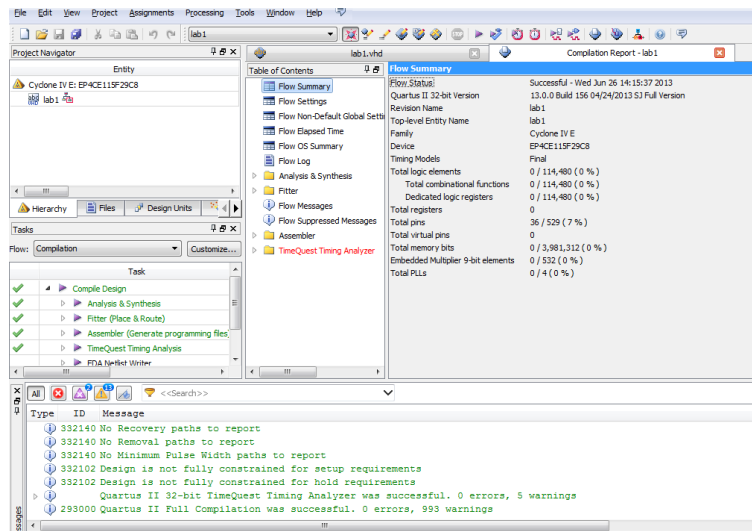 File Edit View Project Assignments Processing Tools Window Help
lab1
Project Navigator
Entity
Cyclone IV E: EP4CE115F29C8
lab1
Hierarchy Files Design Units
Tasks
Flow: Compilation Customize...
Task
Compile Design
Analysis & Synthesis
Fitter (Place & Route)
Assembler (Generate programming files)
TimeQuest Timing Analysis
EDA Netlist Writer
lab1.vhd Compilation Report - lab1
Table of Contents
Flow Summary
Flow Settings
Flow Non-Default Global Setti
Flow Elapsed Time
Flow OS Summary
Flow Log
Analysis & Synthesis
Fitter
Flow Messages
Flow Suppressed Messages
Assembler
TimeQuest Timing Analyzer
Flow Summary
Flow Status Successful - Wed Jun 26 14:15:37 2013
Quartus II 32-bit Version 13.0.0 Build 156 04/24/2013 SJ Full Version
Revision Name lab1
Top-level Entity Name lab1
Family Cyclone IV E
Device EP4CE115F29C8
Timing Models Final
Total logic elements 0 / 114,480 ( 0 % )
Total combinational functions 0 / 114,480 ( 0 % )
Dedicated logic registers 0 / 114,480 ( 0 % )
Total registers 0
Total pins 36 / 529 ( 7 % )
Total virtual pins 0
Total memory bits 0 / 3,981,312 ( 0 % )
Embedded Multiplier 9-bit elements 0 / 532 ( 0 % )
Total PLLs 0 / 4 ( 0 % )
All 2 13 <<Search>>
Type ID Message
332140 No Recovery paths to report
332140 No Removal paths to report
332140 No Minimum Pulse Width paths to report
332102 Design is not fully constrained for setup requirements
332102 Design is not fully constrained for hold requirements
Quartus II 32-bit TimeQuest Timing Analyzer was successful. 0 errors, 5 warnings
293000 Quartus II Full Compilation was successful. 0 errors, 993 warnings
ssages